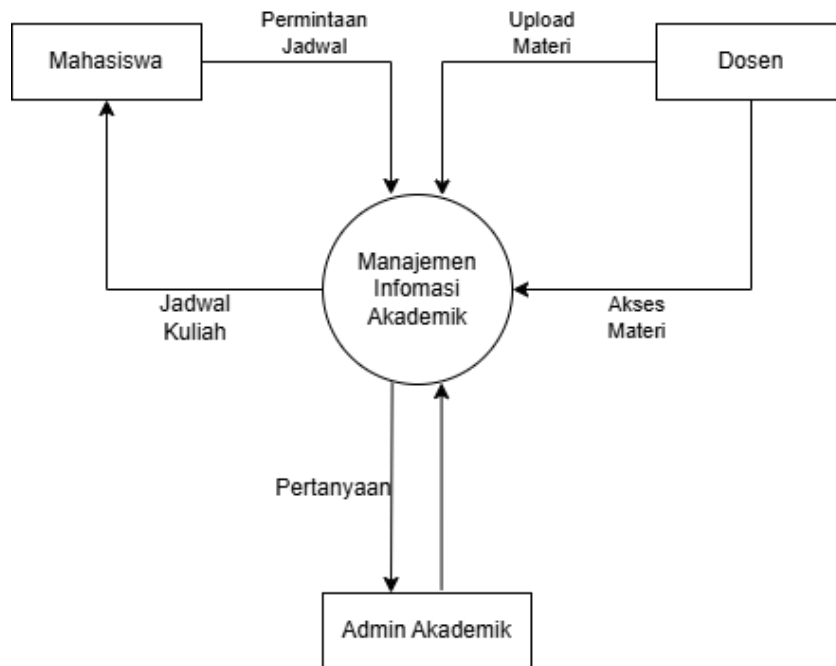 Permintaan
Jadwal
Upload
Materi
Mahasiswa
Dosen
Manajemen
Infomasi
Akademik
Jadwal
Kuliah
Akses
Materi
Pertanyaan
Admin Akademik